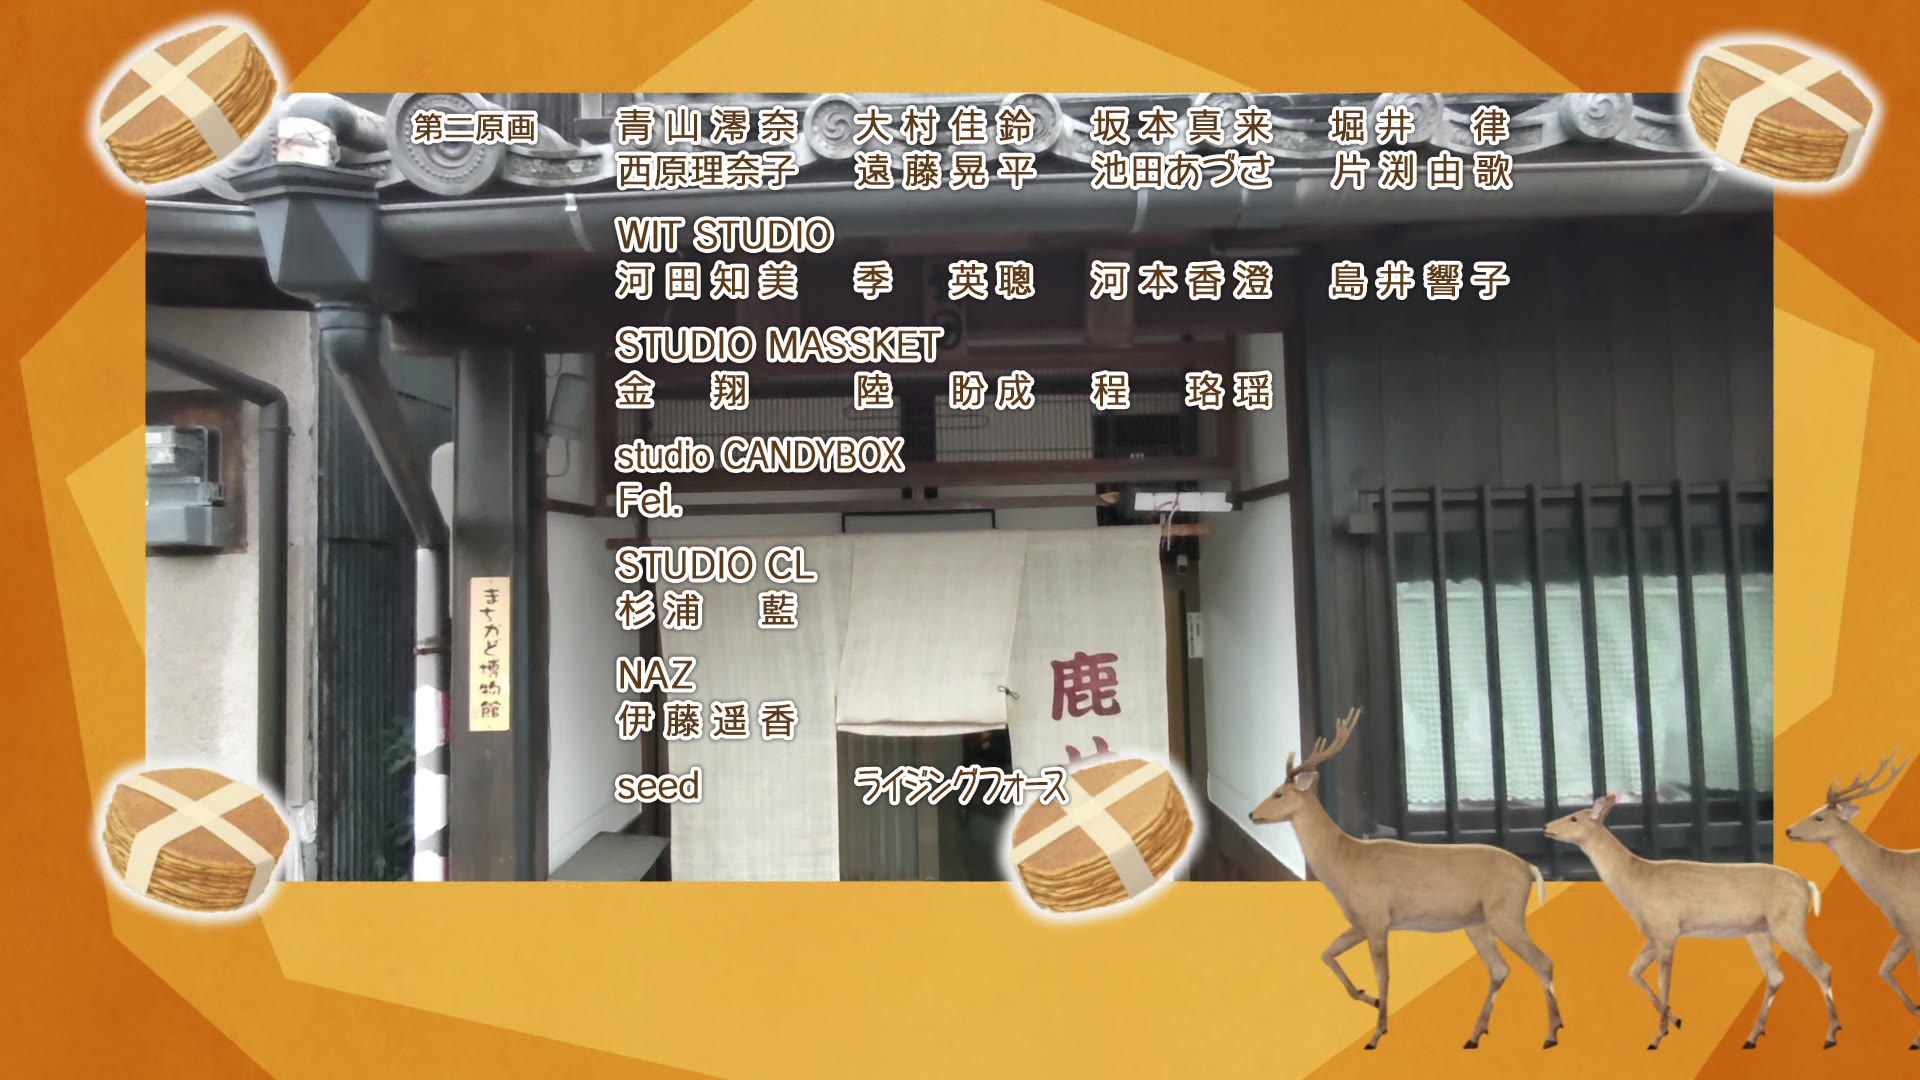 第二原画 青山澪奈 大村佳鈴 坂本真来 堀井 律
西原理奈子 遠藤晃平 池田あづさ 片渕由歌
WIT STUDIO
河田知美 季 英聰 河本香澄 島井響子
STUDIO MASSKET
金 翔 陸 盼成 程 珞瑶
studio CANDYBOX
Fei.
STUDIO CL
杉浦 藍
NAZ
伊藤遥香
seed ライジングフォース
まちかど博物館
鹿